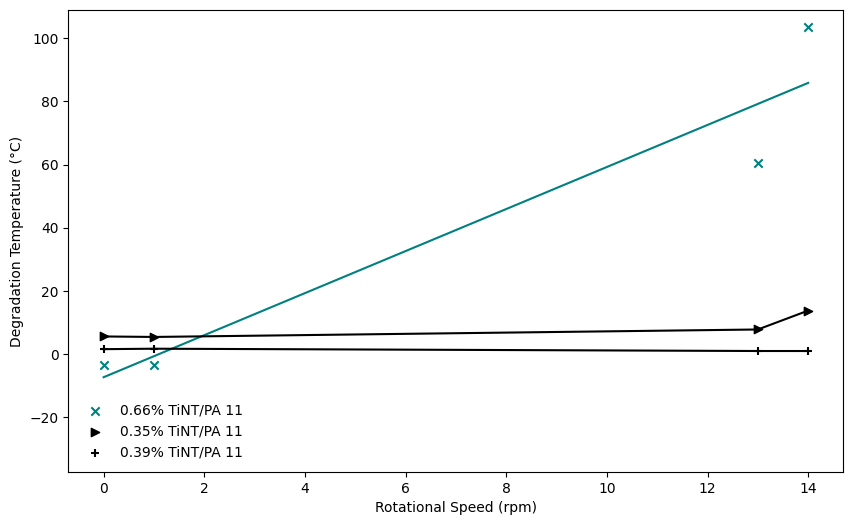 100
80
60
40
20
0
−20
Degradation Temperature (°C)
0.66% TiNT/PA 11
0.35% TiNT/PA 11
0.39% TiNT/PA 11
0 2 4 6 8 10 12 14
Rotational Speed (rpm)